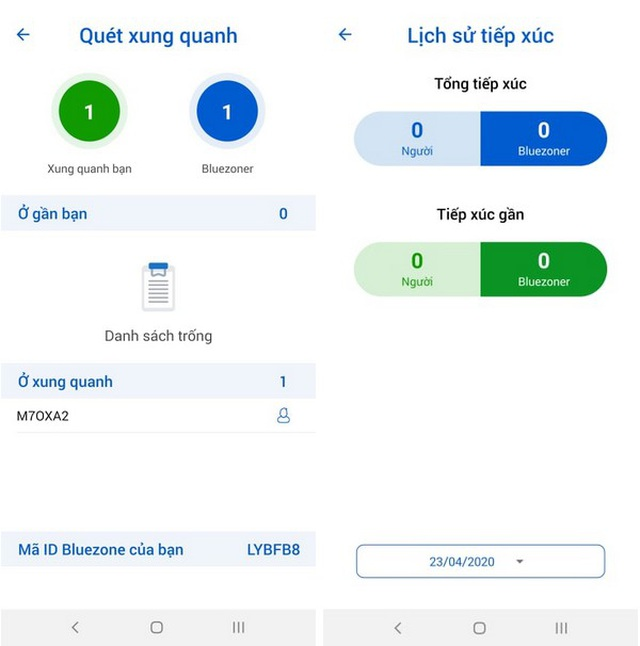 Quét xung quanh
1
1
Xung quanh bạn
Bluezoner
Ở gần bạn
0
Danh sách trống
Ở xung quanh
1
M7OXA2
Mã ID Bluezone của bạn
LYBFB8
Lịch sử tiếp xúc
Tổng tiếp xúc
0
0
Người
Bluezoner
Tiếp xúc gần
0
0
Người
Bluezoner
23/04/2020